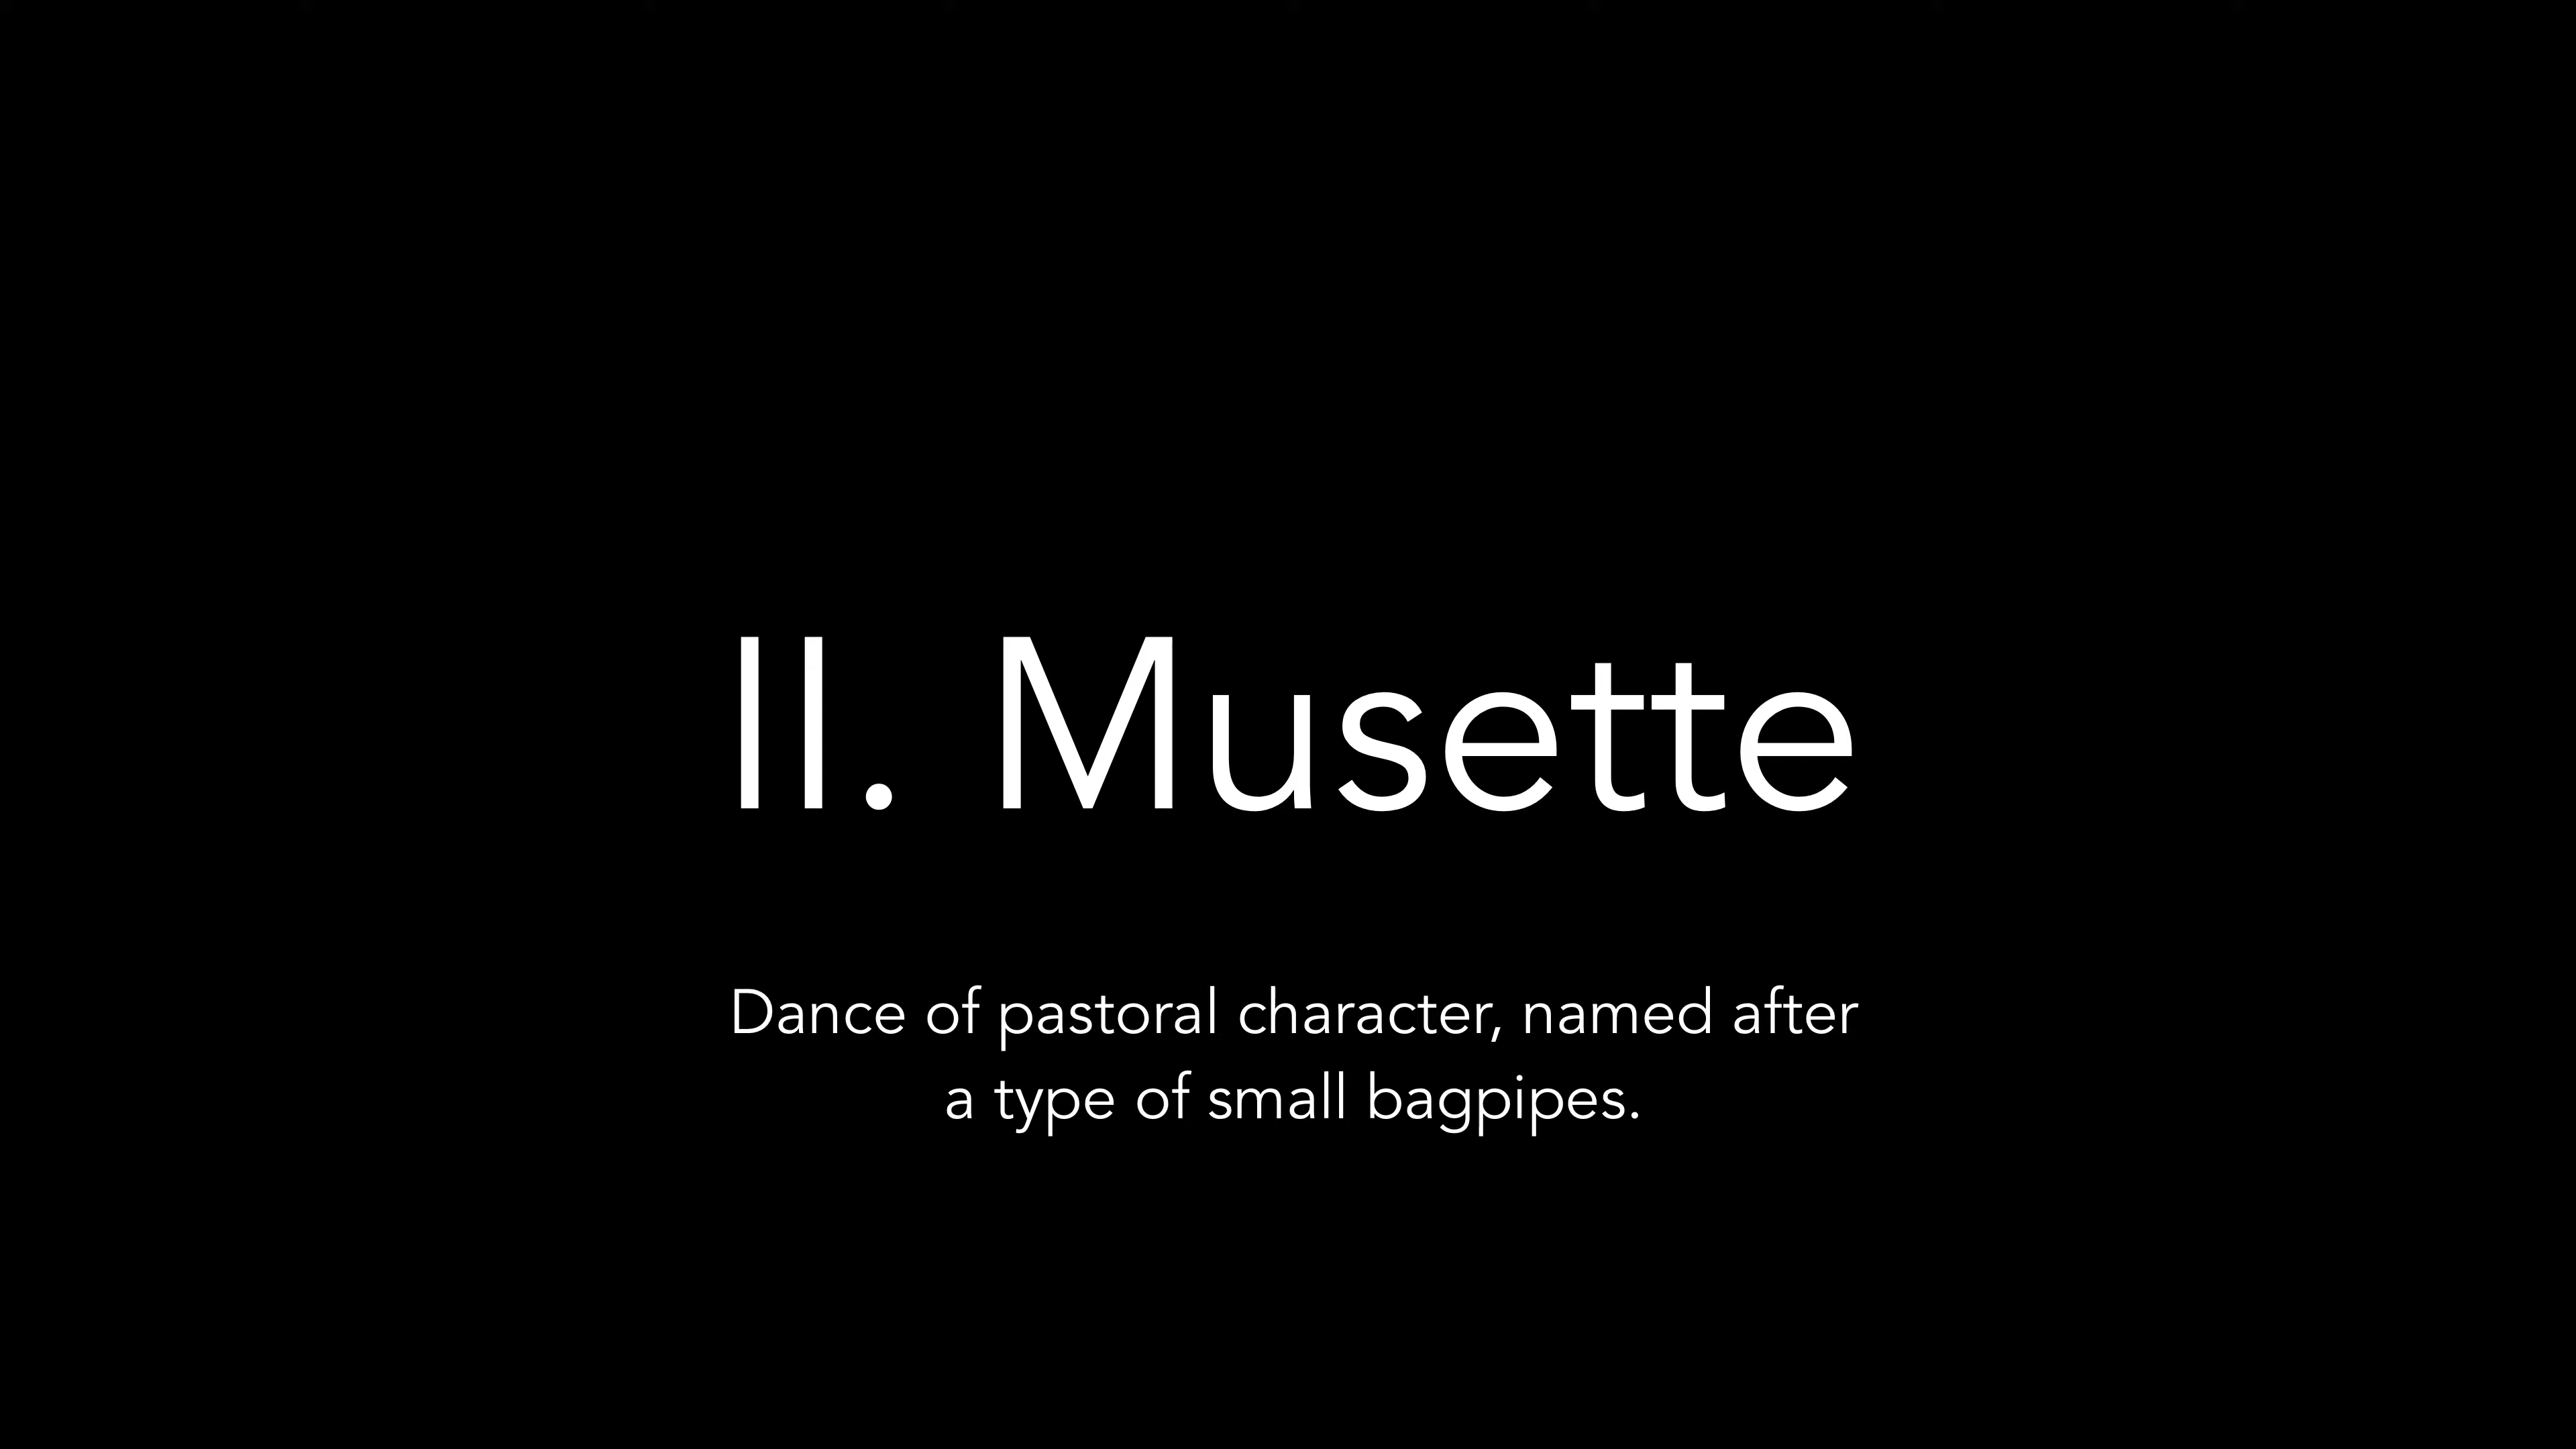 II. Musette
Dance of pastoral character, named after
a type of small bagpipes.